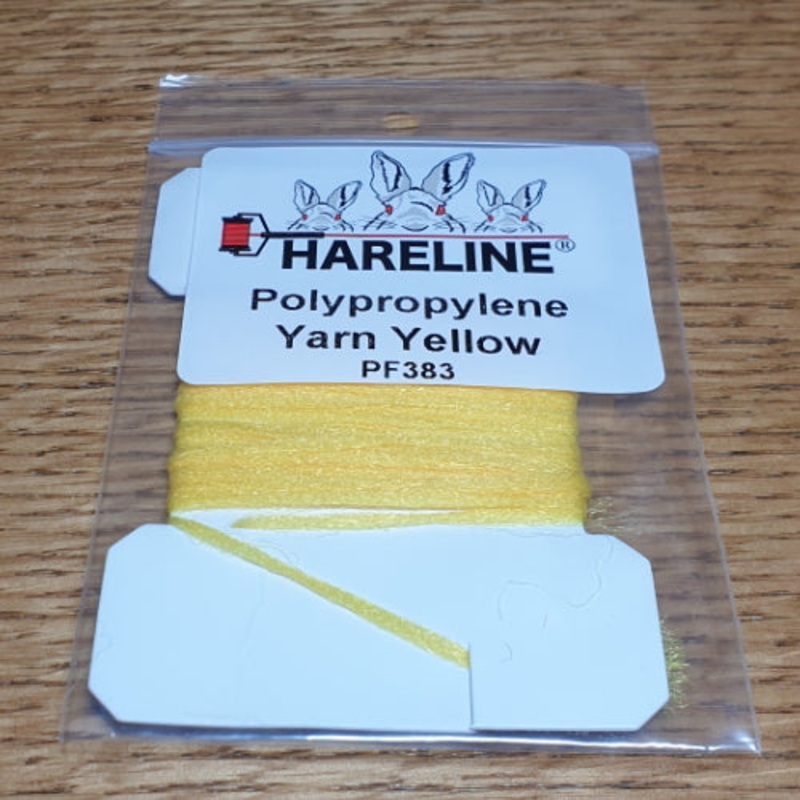 HARELINE®
Polypropylene
Yarn Yellow
PF383